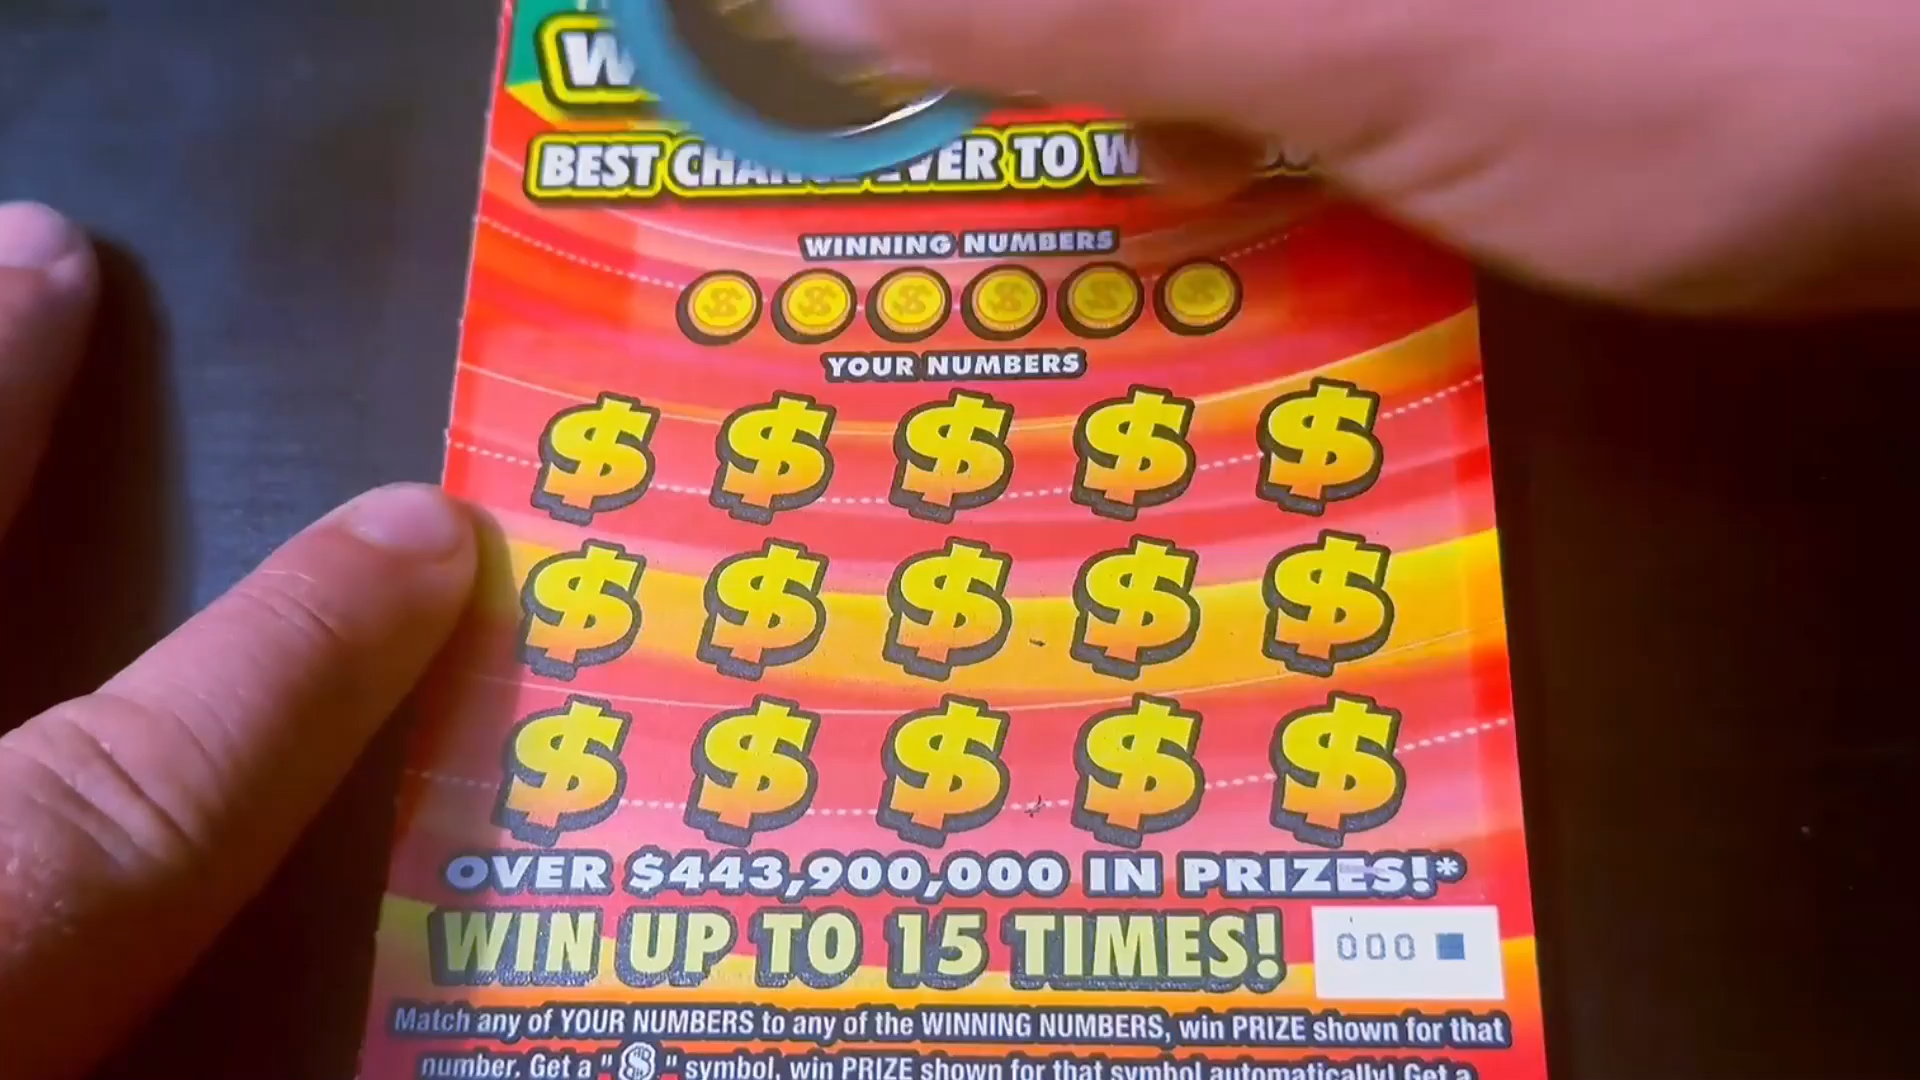 BEST EVER TO
WINNING NUMBERS
YOUR NUMBERS
$ $ $ $ $
$ $ $ $ $
$ $ $ $ $
OVER $443,900,000 IN PRIZES!*
WIN UP TO 15 TIMES!
000
Match any of YOUR NUMBERS to any of the WINNING NUMBERS, win PRIZE shown for that
number. Get a " $ " symbol, win PRIZE shown for that symbol automatically! Get a